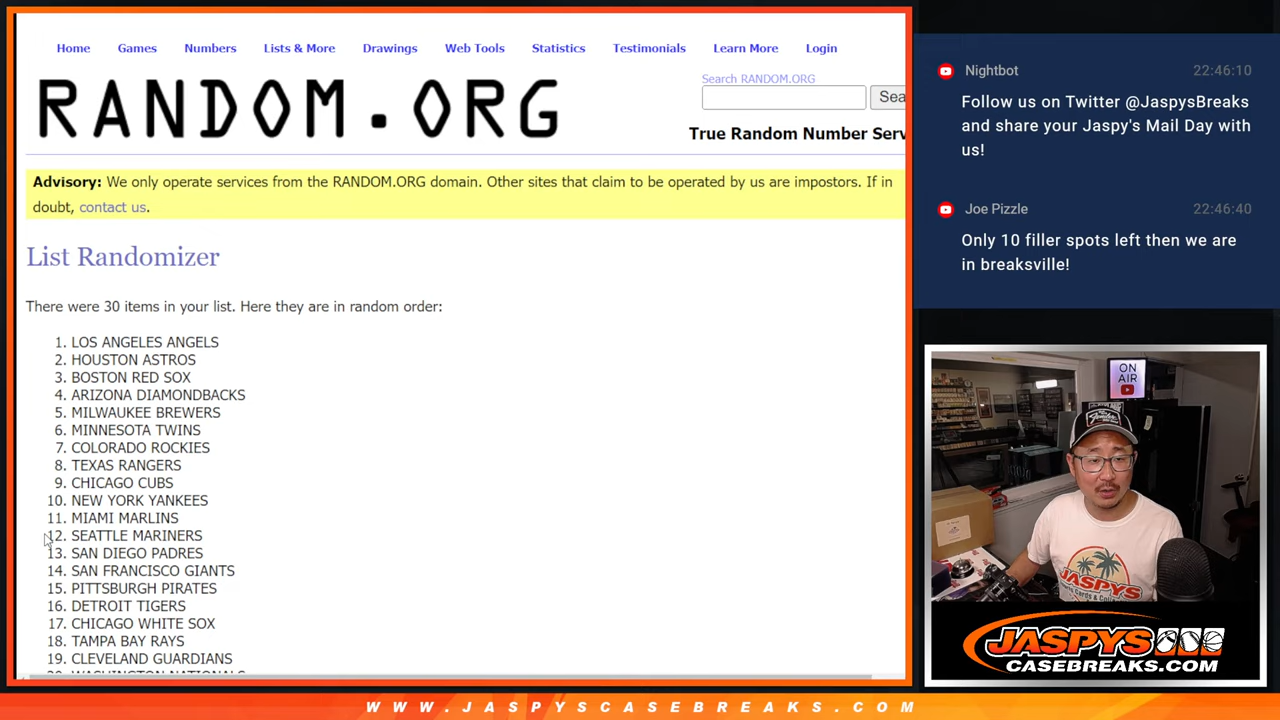 Home Games Numbers Lists & More Drawings Web Tools Statistics Testimonials Learn More Login
RANDOM.ORG
Search RANDOM.ORG
Sea
True Random Number Serv
Advisory: We only operate services from the RANDOM.ORG domain. Other sites that claim to be operated by us are impostors. If in
doubt, contact us.
List Randomizer
There were 30 items in your list. Here they are in random order:
1. LOS ANGELES ANGELS
2. HOUSTON ASTROS
3. BOSTON RED SOX
4. ARIZONA DIAMONDBACKS
5. MILWAUKEE BREWERS
6. MINNESOTA TWINS
7. COLORADO ROCKIES
8. TEXAS RANGERS
9. CHICAGO CUBS
10. NEW YORK YANKEES
11. MIAMI MARLINS
12. SEATTLE MARINERS
13. SAN DIEGO PADRES
14. SAN FRANCISCO GIANTS
15. PITTSBURGH PIRATES
16. DETROIT TIGERS
17. CHICAGO WHITE SOX
18. TAMPA BAY RAYS
19. CLEVELAND GUARDIANS
20. WASHINGTON NATIONALS
Nightbot 22:46:10
Follow us on Twitter @JaspysBreaks
and share your Jaspy's Mail Day with
us!
Joe Pizzle 22:46:40
Only 10 filler spots left then we are
in breaksville!
ON
AIR
Fender
JASPYS
JASPYS
CASEBREAKS.COM
WWW.JASPYSCASEBREAKS.COM